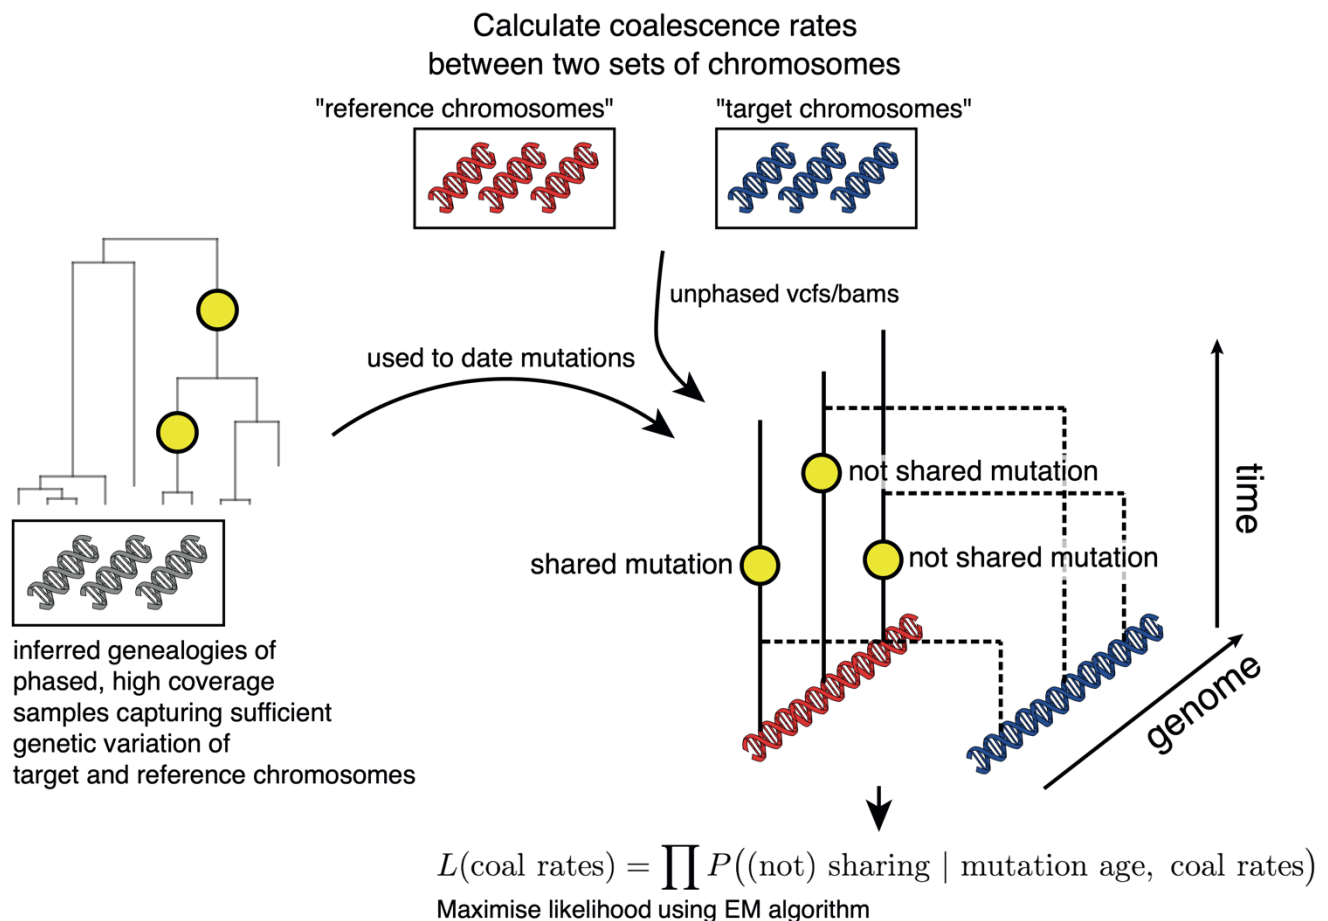 Calculate coalescence rates
between two sets of chromosomes
"reference chromosomes"
"target chromosomes"
unphased vcfs/bams
used to date mutations
not shared mutation
shared mutation
not shared mutation
time
genome
inferred genealogies of
phased, high coverage
samples capturing sufficient
genetic variation of
target and reference chromosomes
L(coal rates) = ∏ P((not) sharing | mutation age, coal rates)
Maximise likelihood using EM algorithm